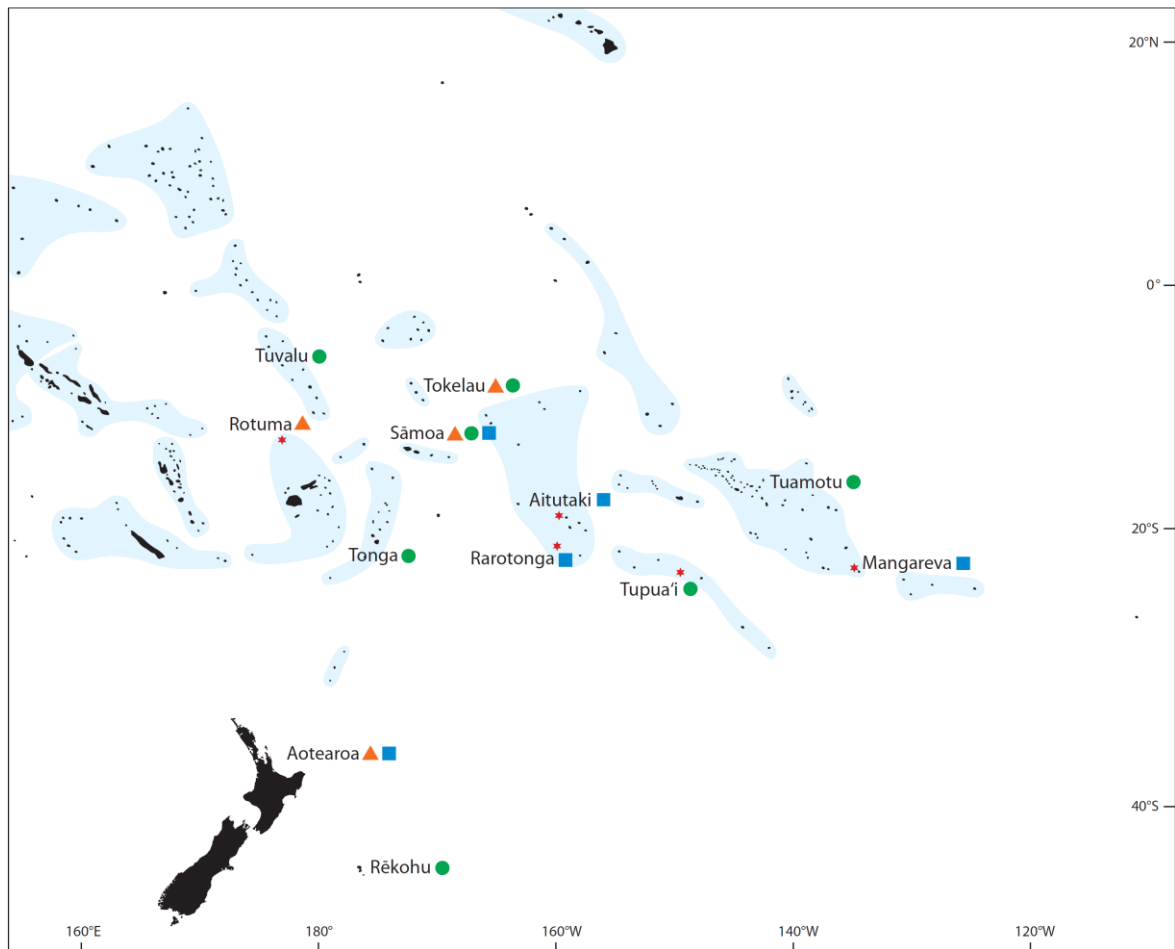 20°N
0°
Tuvalu
Tokelau
Rotuma
Sāmoa
Tuamotu
Aitutaki
20°S
Tonga
Rarotonga
Mangareva
Tupuaʻi
Aotearoa
40°S
Rēkohu
160°E
180°
160°W
140°W
120°W